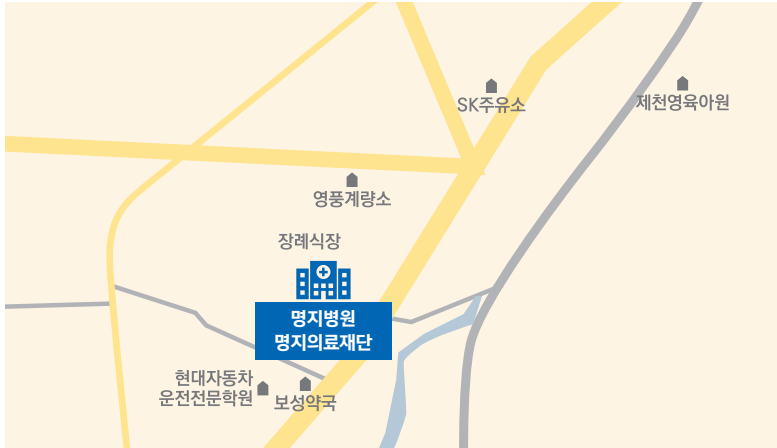 SK주유소
제천영육아원
영풍계량소
장례식장
명지병원
명지의료재단
현대자동차
운전전문학원
보성약국